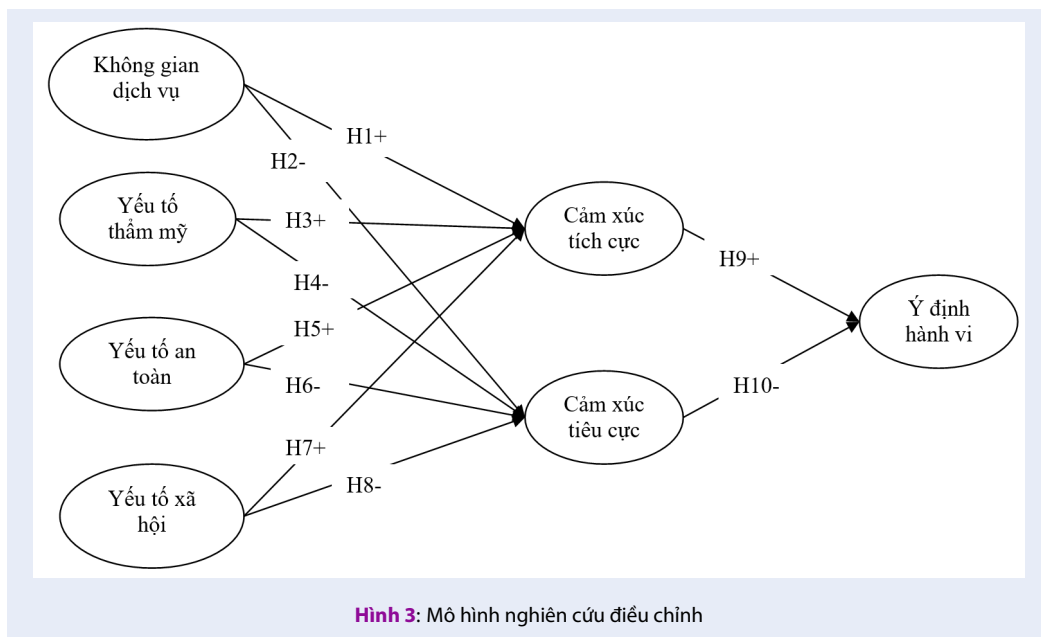 Không gian
dịch vụ
H1+
H2-
Yếu tố
thẩm mỹ
H3+
Cảm xúc
tích cực
H9+
H4-
Ý định
hành vi
H5+
Yếu tố an
toàn
H6-
Cảm xúc
tiêu cực
H10-
H7+
Yếu tố xã
hội
H8-
Hình 3: Mô hình nghiên cứu điều chỉnh